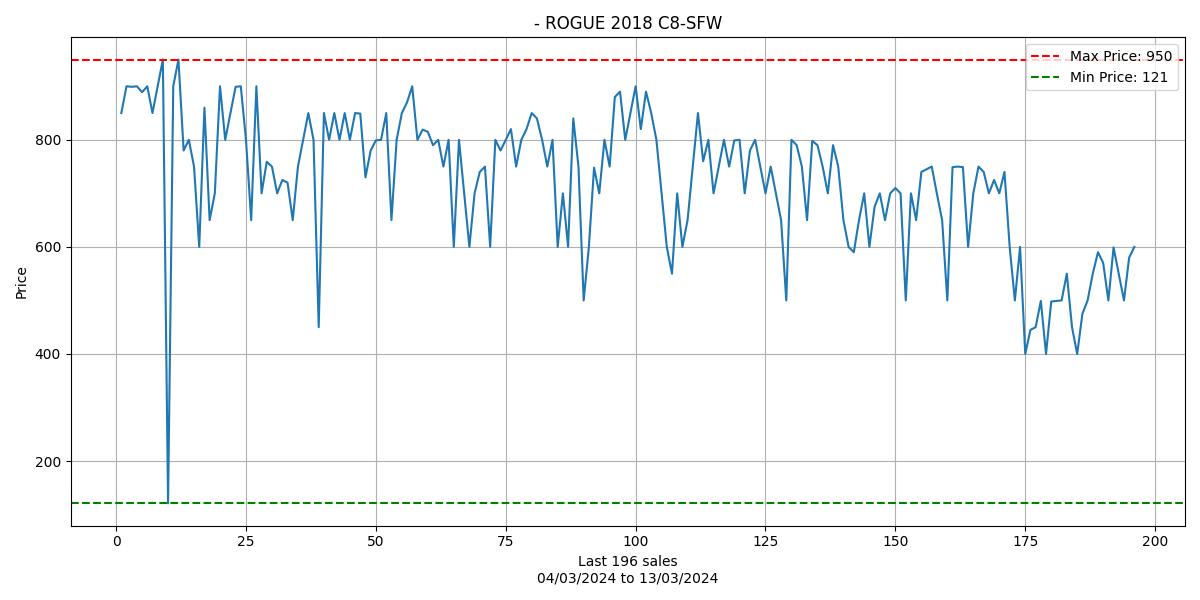 - ROGUE 2018 C8-SFW
Max Price: 950
Min Price: 121
Price
800
600
400
200
0 25 50 75 100 125 150 175 200
Last 196 sales
04/03/2024 to 13/03/2024